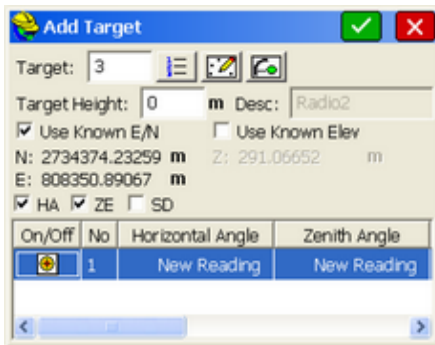 Add Target
Target: 3
Target Height: 0 m Desc: Radio2
Use Known E/N Use Known Elev
N: 2734374.23259 m Z: 291.06652 m
E: 808350.89067 m
HA ZE SD
On/Off No Horizontal Angle Zenith Angle
1 New Reading New Reading